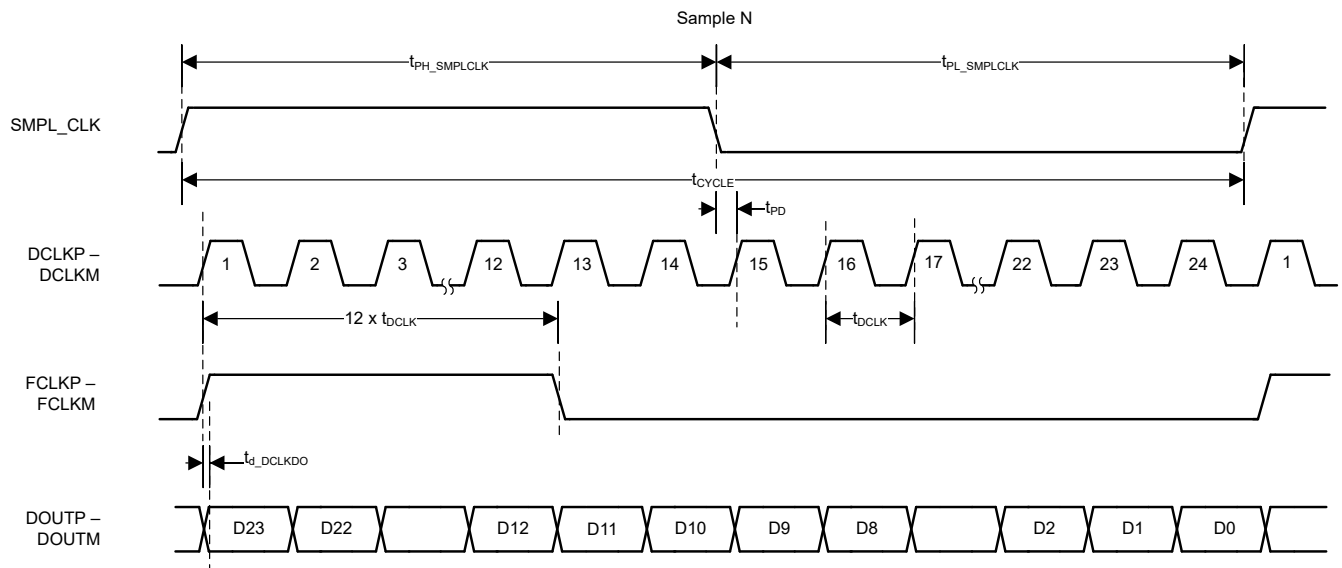 Sample N
tPH_SMPLCLK tPL_SMPLCLK
SMPL_CLK
tCYCLE
tPD
DCLKP –
DCLKM
1 2 3 12 13 14 15 16 17 22 23 24 1
12 x tDCLK tDCLK
FCLKP –
FCLKM
td_DCLKDO
DOUTP –
DOUTM
D23 D22 D12 D11 D10 D9 D8 D2 D1 D0